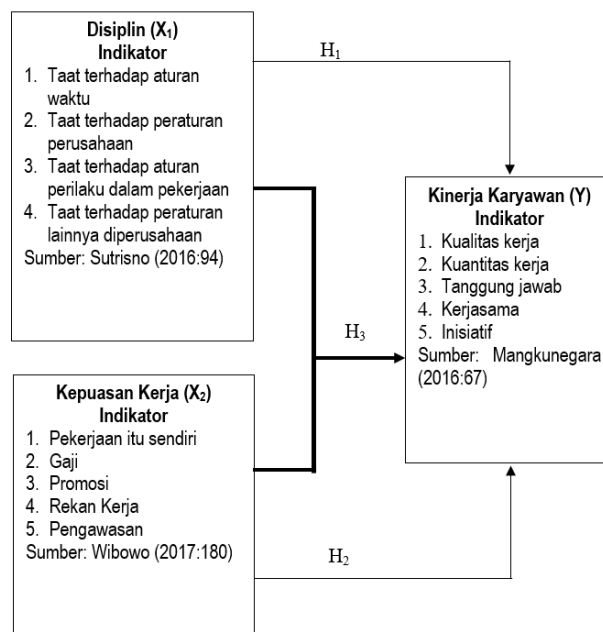 Disiplin (X₁)
Indikator
1. Taat terhadap aturan
waktu
2. Taat terhadap peraturan
perusahaan
3. Taat terhadap aturan
perilaku dalam pekerjaan
4. Taat terhadap peraturan
lainnya diperusahaan
Sumber: Sutrisno (2016:94)
H₁
Kinerja Karyawan (Y)
Indikator
1. Kualitas kerja
2. Kuantitas kerja
3. Tanggung jawab
4. Kerjasama
5. Inisiatif
Sumber: Mangkunegara
(2016:67)
H₃
Kepuasan Kerja (X₂)
Indikator
1. Pekerjaan itu sendiri
2. Gaji
3. Promosi
4. Rekan Kerja
5. Pengawasan
Sumber: Wibowo (2017:180)
H₂